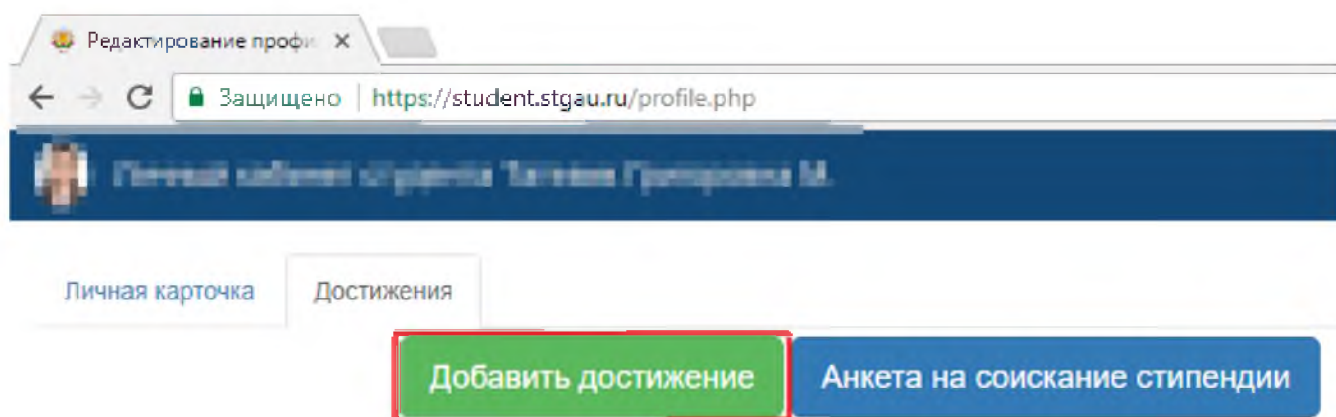 Редактирование профи
Защищено https://student.stgau.ru/profile.php
Личная карточка Достижения
Добавить достижение Анкета на соискание стипендии